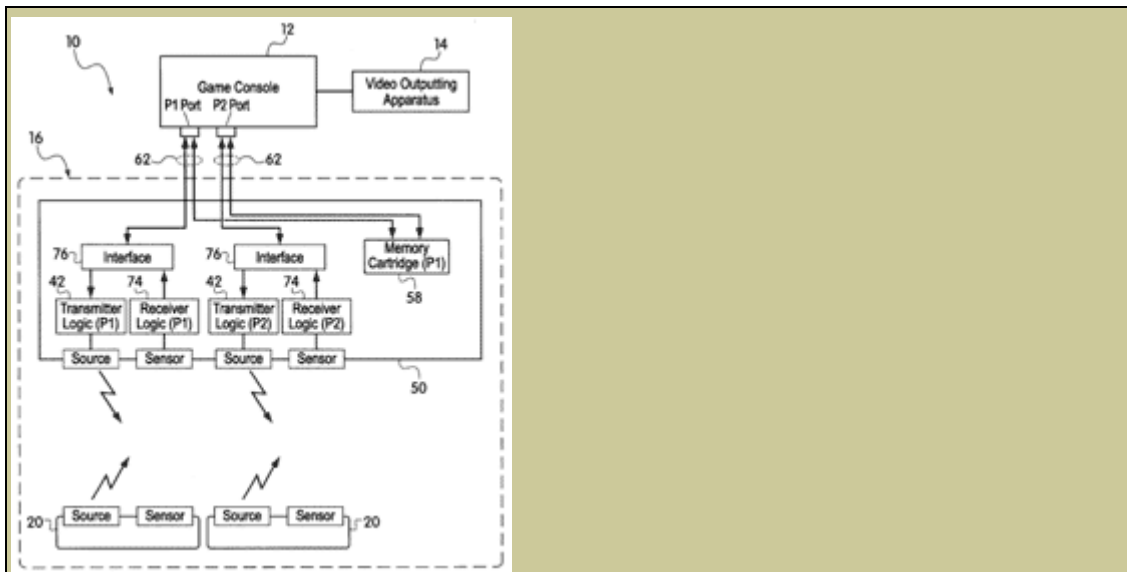 12
10
14
Game Console
Video Outputting
Apparatus
P1 Port
P2 Port
16
62
62
76
Interface
76
Interface
Memory
Cartridge (P1)
58
42
74
42
74
Transmitter
Logic (P1)
Receiver
Logic (P1)
Transmitter
Logic (P2)
Receiver
Logic (P2)
Source
Sensor
Source
Sensor
50
20
Source
Sensor
Source
Sensor
20